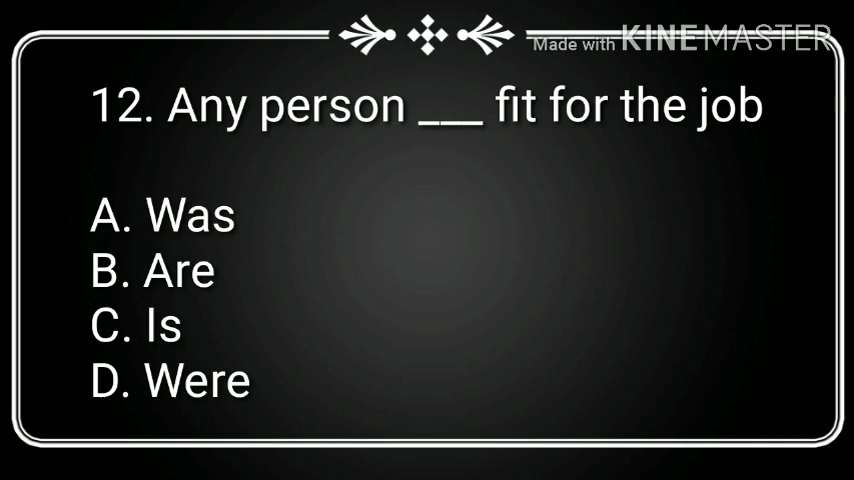 Made with KINEMASTER
12. Any person ___ fit for the job
A. Was
B. Are
C. Is
D. Were